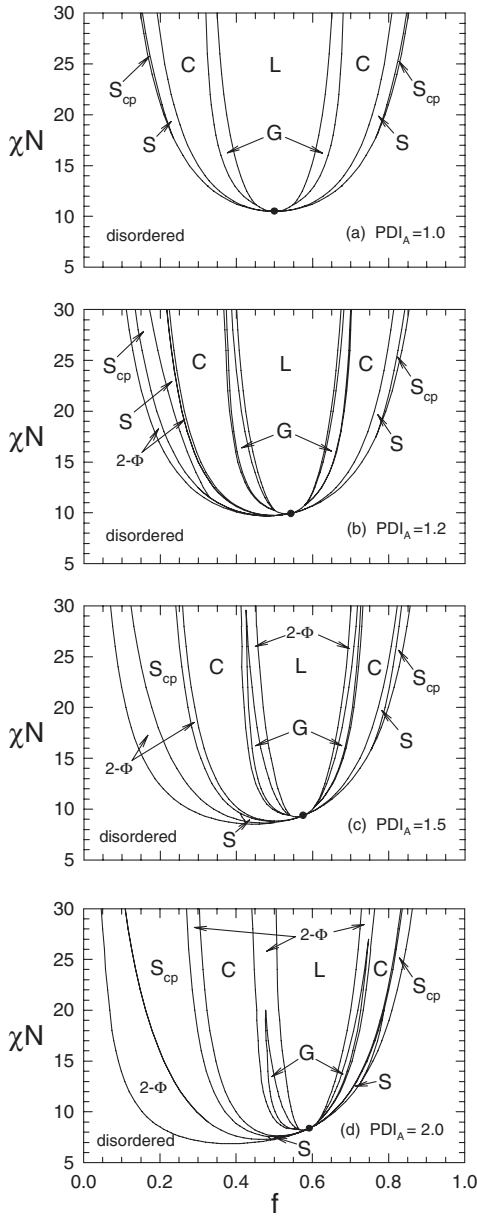 30
25
20
15
10
5
χN
S_cp
C
L
C
S_cp
S
G
S
disordered
(a) PDI_A=1.0
30
25
20
15
10
5
χN
S_cp
C
L
C
S_cp
S
2-Φ
G
S
disordered
(b) PDI_A=1.2
30
25
20
15
10
5
χN
2-Φ
S_cp
C
L
C
S_cp
2-Φ
G
S
S
disordered
(c) PDI_A=1.5
30
25
20
15
10
5
χN
2-Φ
S_cp
C
L
C
S_cp
2-Φ
G
S
S
disordered
(d) PDI_A = 2.0
0.0 0.2 0.4 0.6 0.8 1.0
f